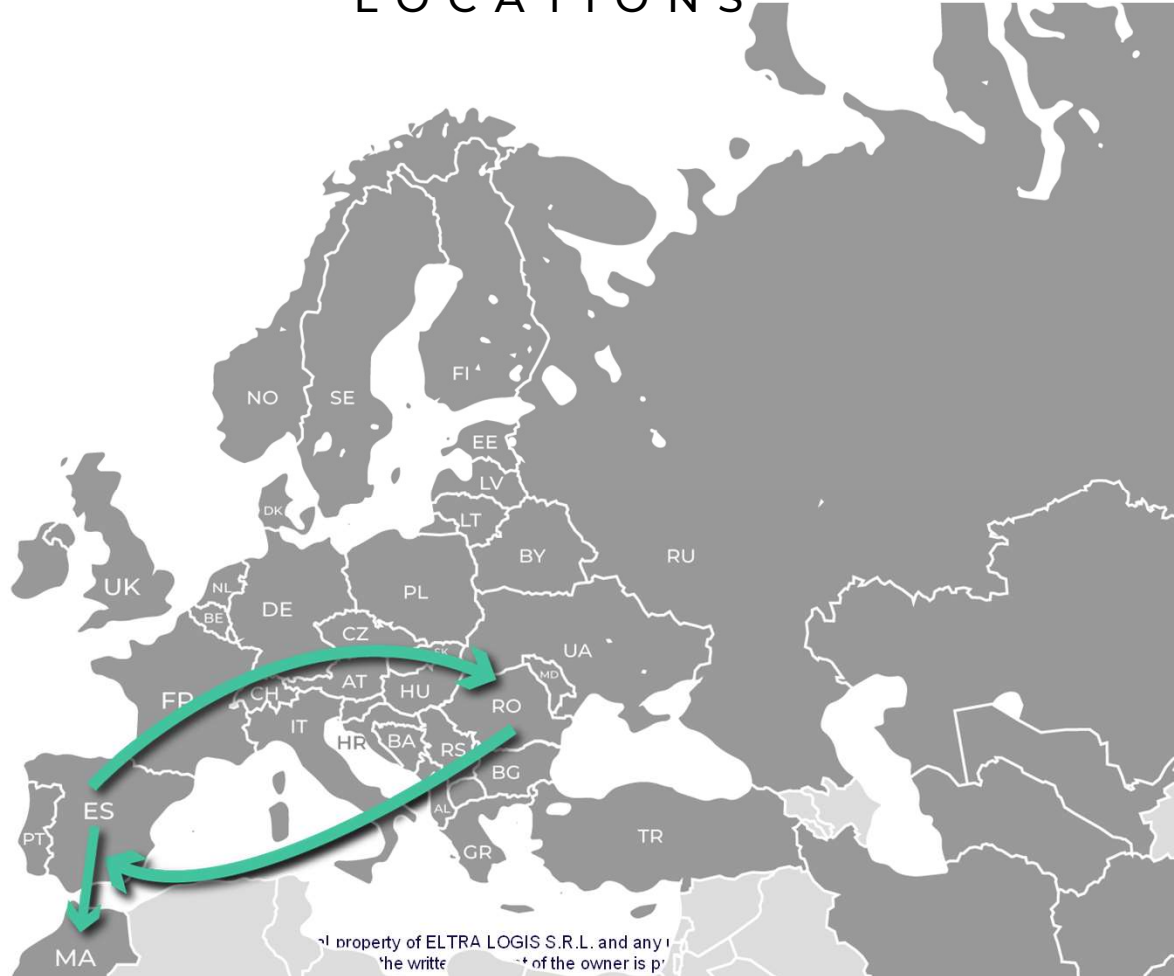 LOCATIONS
NO
SE
FI
EE
LV
DK
LT
BY
RU
UK
NL
PL
BE
DE
CZ
UA
SK
AT
MD
CH
HU
FR
RO
IT
HR
BA
RS
BG
ES
AL
PT
TR
GR
property of ELTRA LOGIS S.R.L. and any
the of the owner is
MA